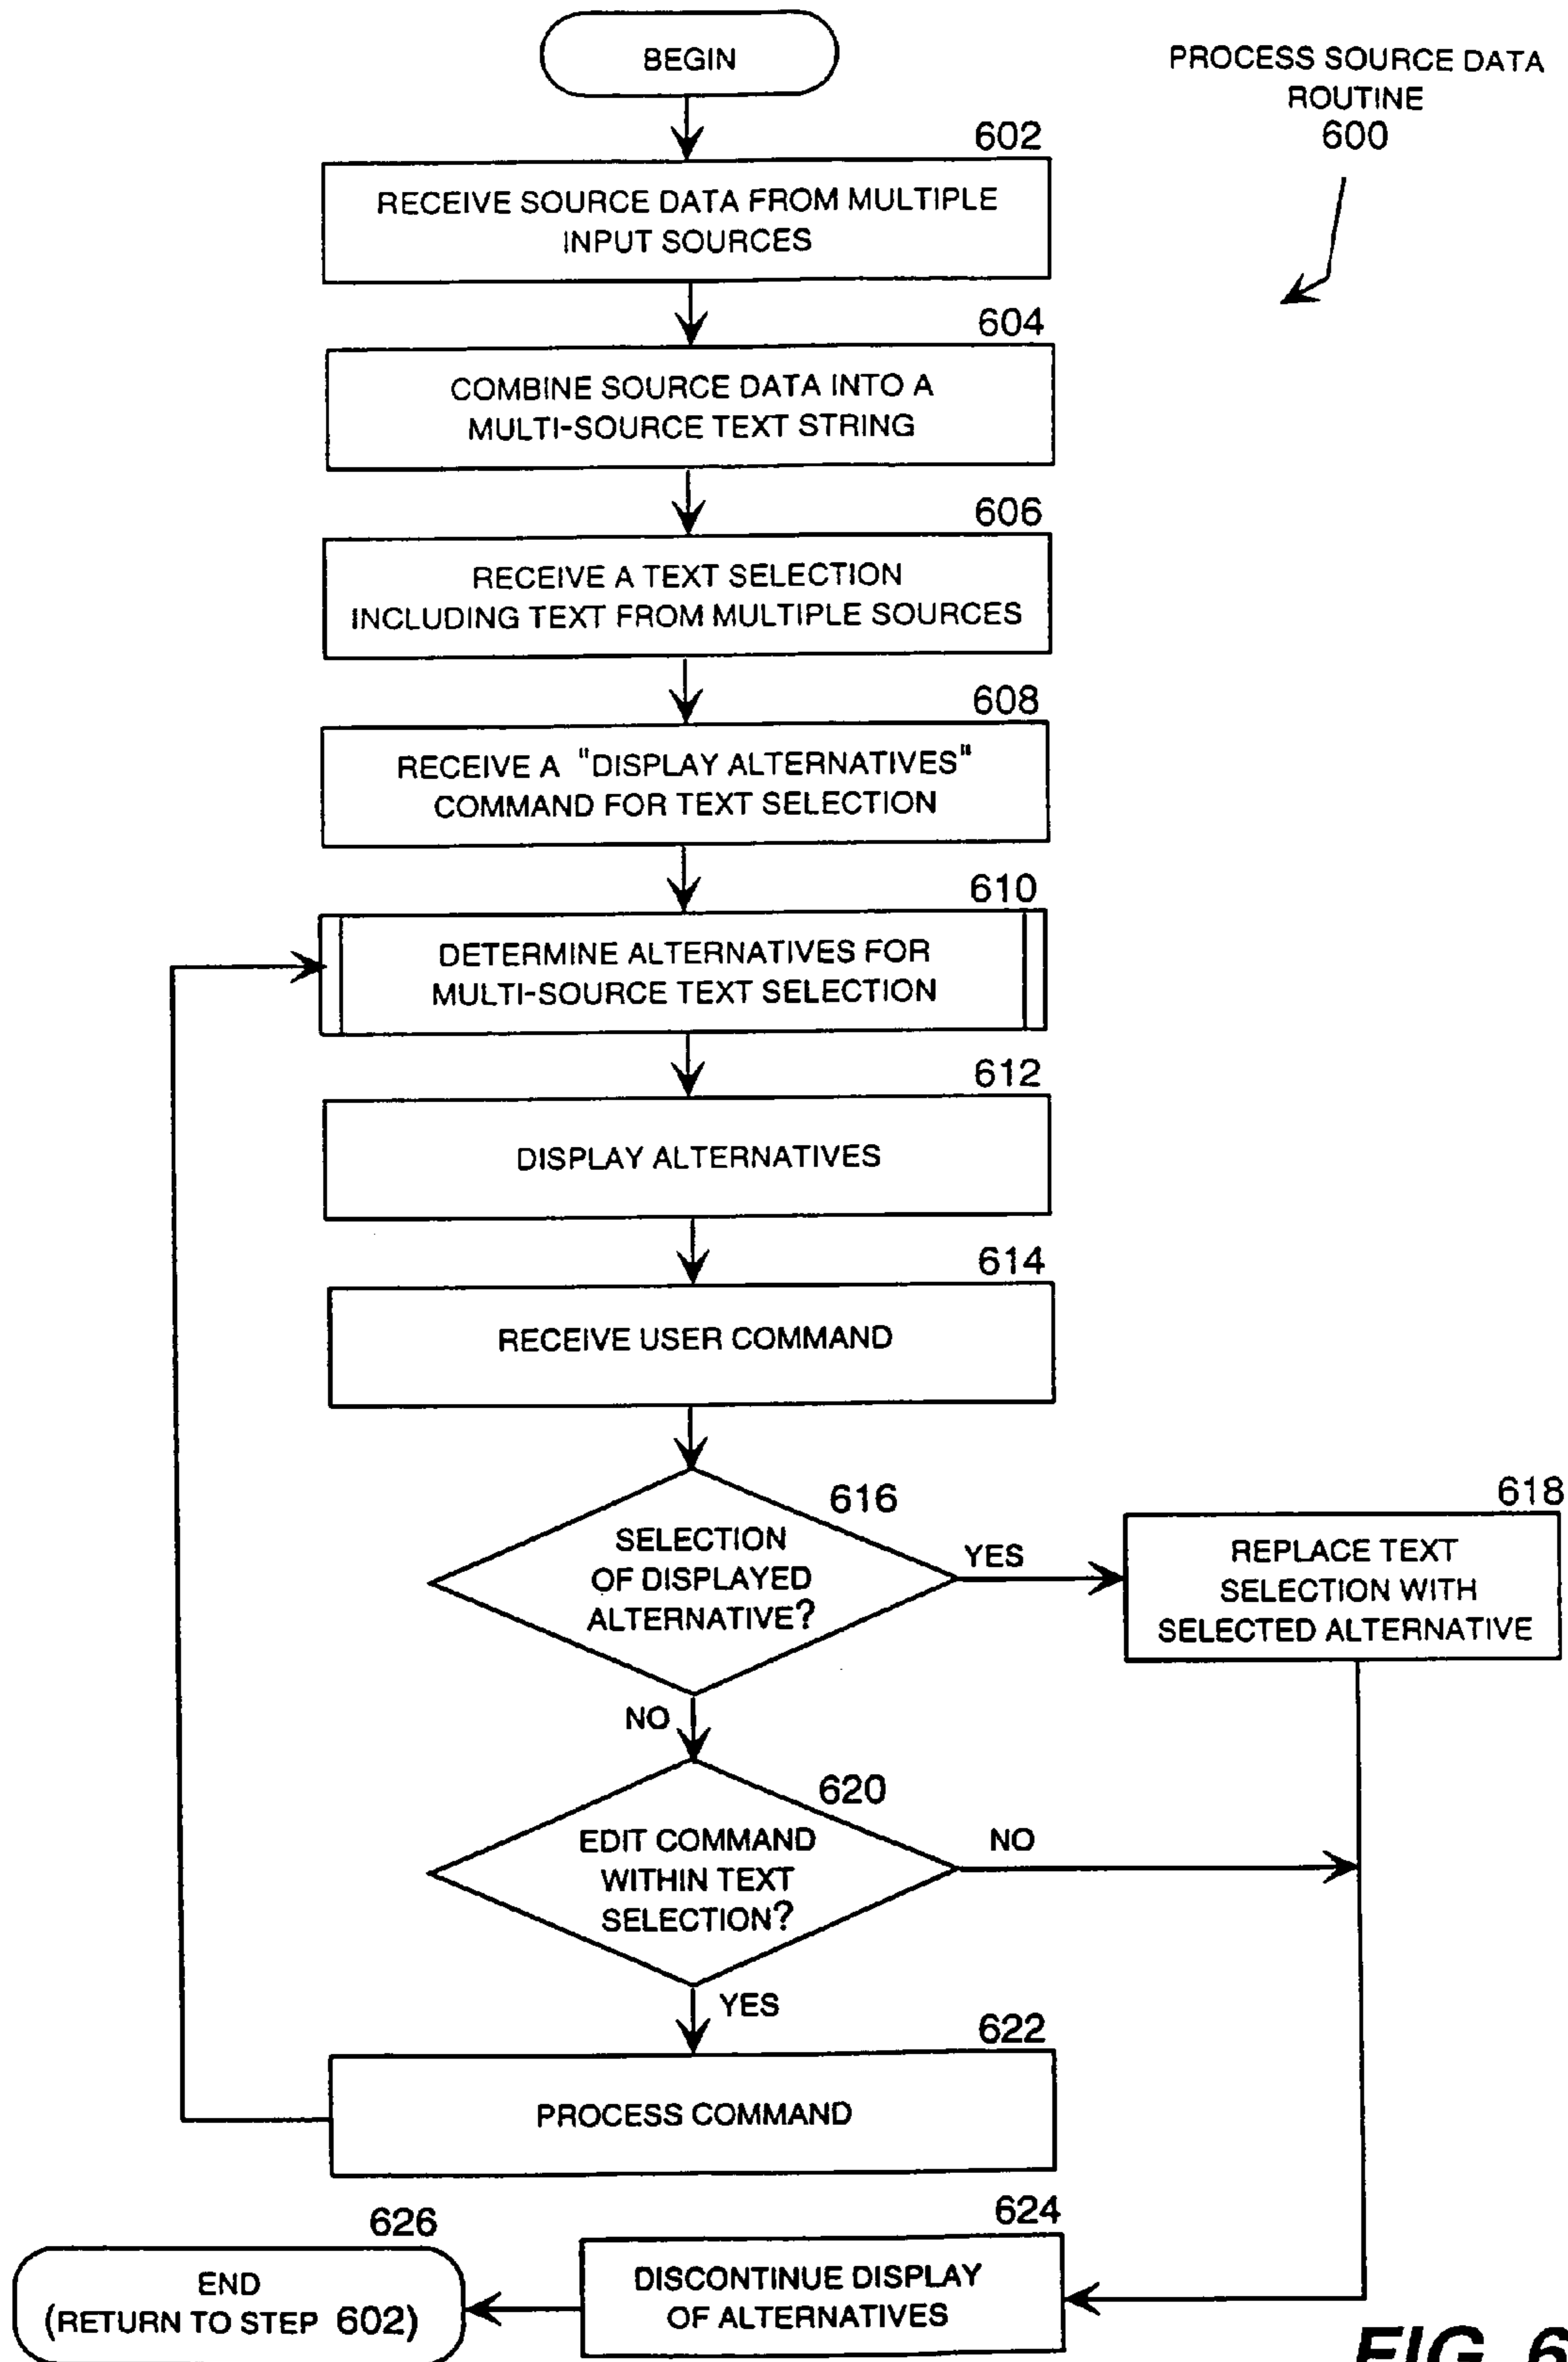 BEGIN
PROCESS SOURCE DATA
ROUTINE
600
602
RECEIVE SOURCE DATA FROM MULTIPLE
INPUT SOURCES
604
COMBINE SOURCE DATA INTO A
MULTI-SOURCE TEXT STRING
606
RECEIVE A TEXT SELECTION
INCLUDING TEXT FROM MULTIPLE SOURCES
608
RECEIVE A "DISPLAY ALTERNATIVES"
COMMAND FOR TEXT SELECTION
610
DETERMINE ALTERNATIVES FOR
MULTI-SOURCE TEXT SELECTION
612
DISPLAY ALTERNATIVES
614
RECEIVE USER COMMAND
616
SELECTION
OF DISPLAYED
ALTERNATIVE?
YES
618
REPLACE TEXT
SELECTION WITH
SELECTED ALTERNATIVE
NO
620
EDIT COMMAND
WITHIN TEXT
SELECTION?
NO
YES
622
PROCESS COMMAND
624
DISCONTINUE DISPLAY
OF ALTERNATIVES
626
END
(RETURN TO STEP 602)
FIG. 6